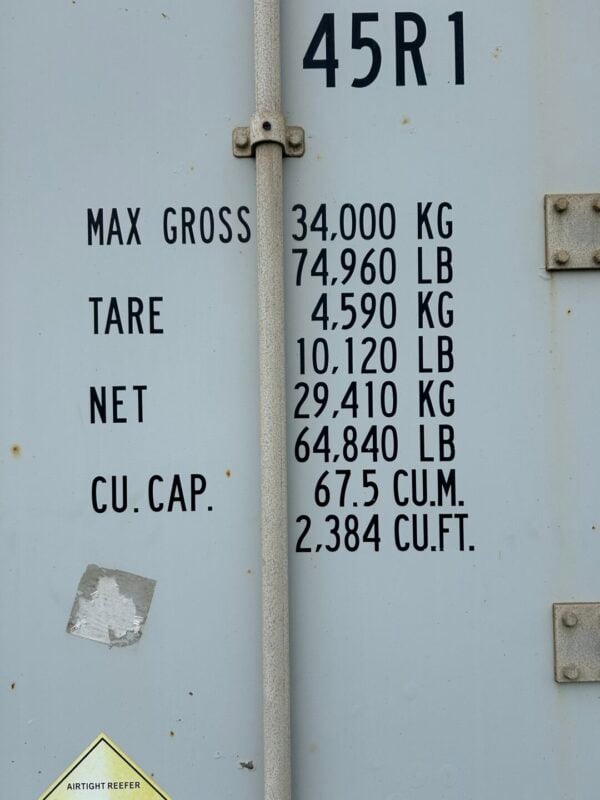 45R1
MAX GROSS 34,000 KG
74,960 LB
TARE 4,590 KG
10,120 LB
NET 29,410 KG
64,840 LB
CU. CAP. 67.5 CU.M.
2,384 CU.FT.
AIRTIGHT REEFER